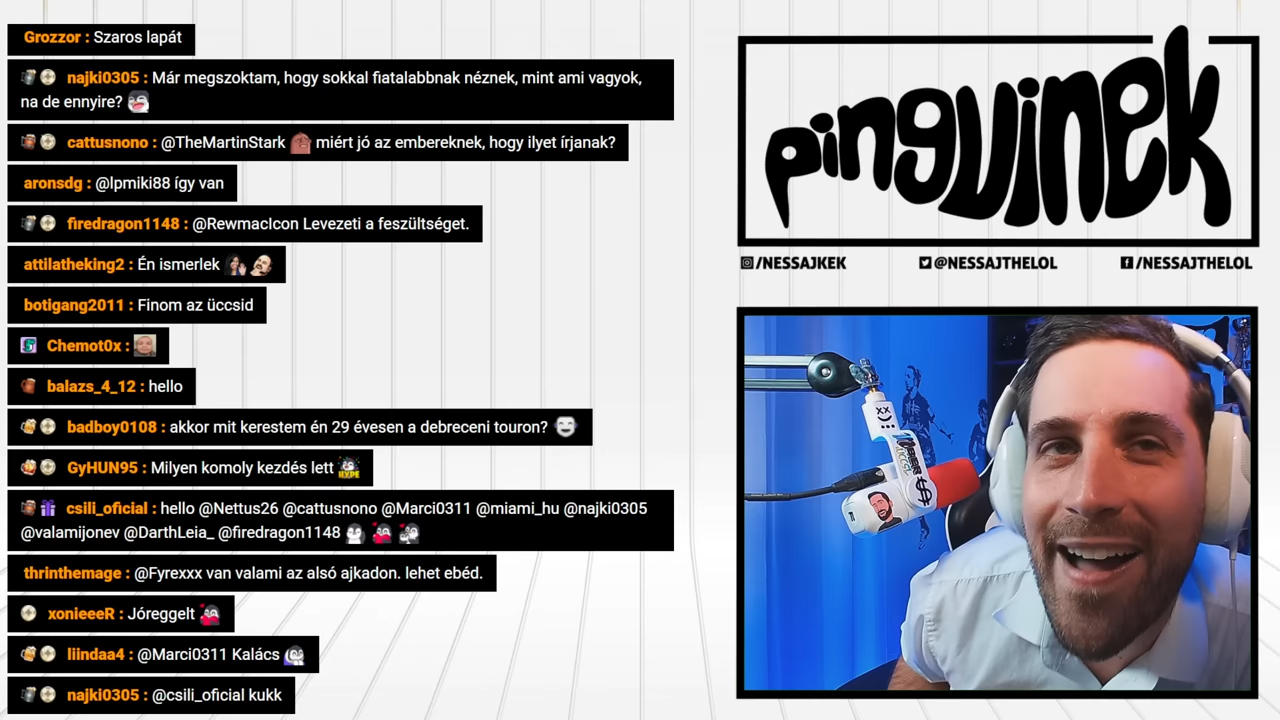 Grozzor : Szaros lapát
najki0305 : Már megszoktam, hogy sokkal fiatalabbnak néznek, mint ami vagyok,
na de ennyire?
cattusnono : @TheMartinStark miért jó az embereknek, hogy ilyet írjanak?
aronsdg : @lpmiki88 így van
firedragon1148 : @RewmacIcon Levezeti a feszültséget.
attilatheking2 : Én ismerlek
botigang2011 : Finom az üccsid
Chemot0x :
balazs_4_12 : hello
badboy0108 : akkor mit kerestem én 29 évesen a debreceni touron?
GyHUN95 : Milyen komoly kezdés lett
HYPE
csili_oficial : hello @Nettus26 @cattusnono @Marci0311 @miami_hu @najki0305
@valamijonev @DarthLeia_ @firedragon1148
thrinthemage : @Fyrexxx van valami az alsó ajkadon. lehet ebéd.
xonieeeR : Jóreggelt
liindaa4 : @Marci0311 Kalács
najki0305 : @csili_oficial kukk
pingvinek
/NESSAJKEK @NESSAJTHELOL /NESSAJTHELOL